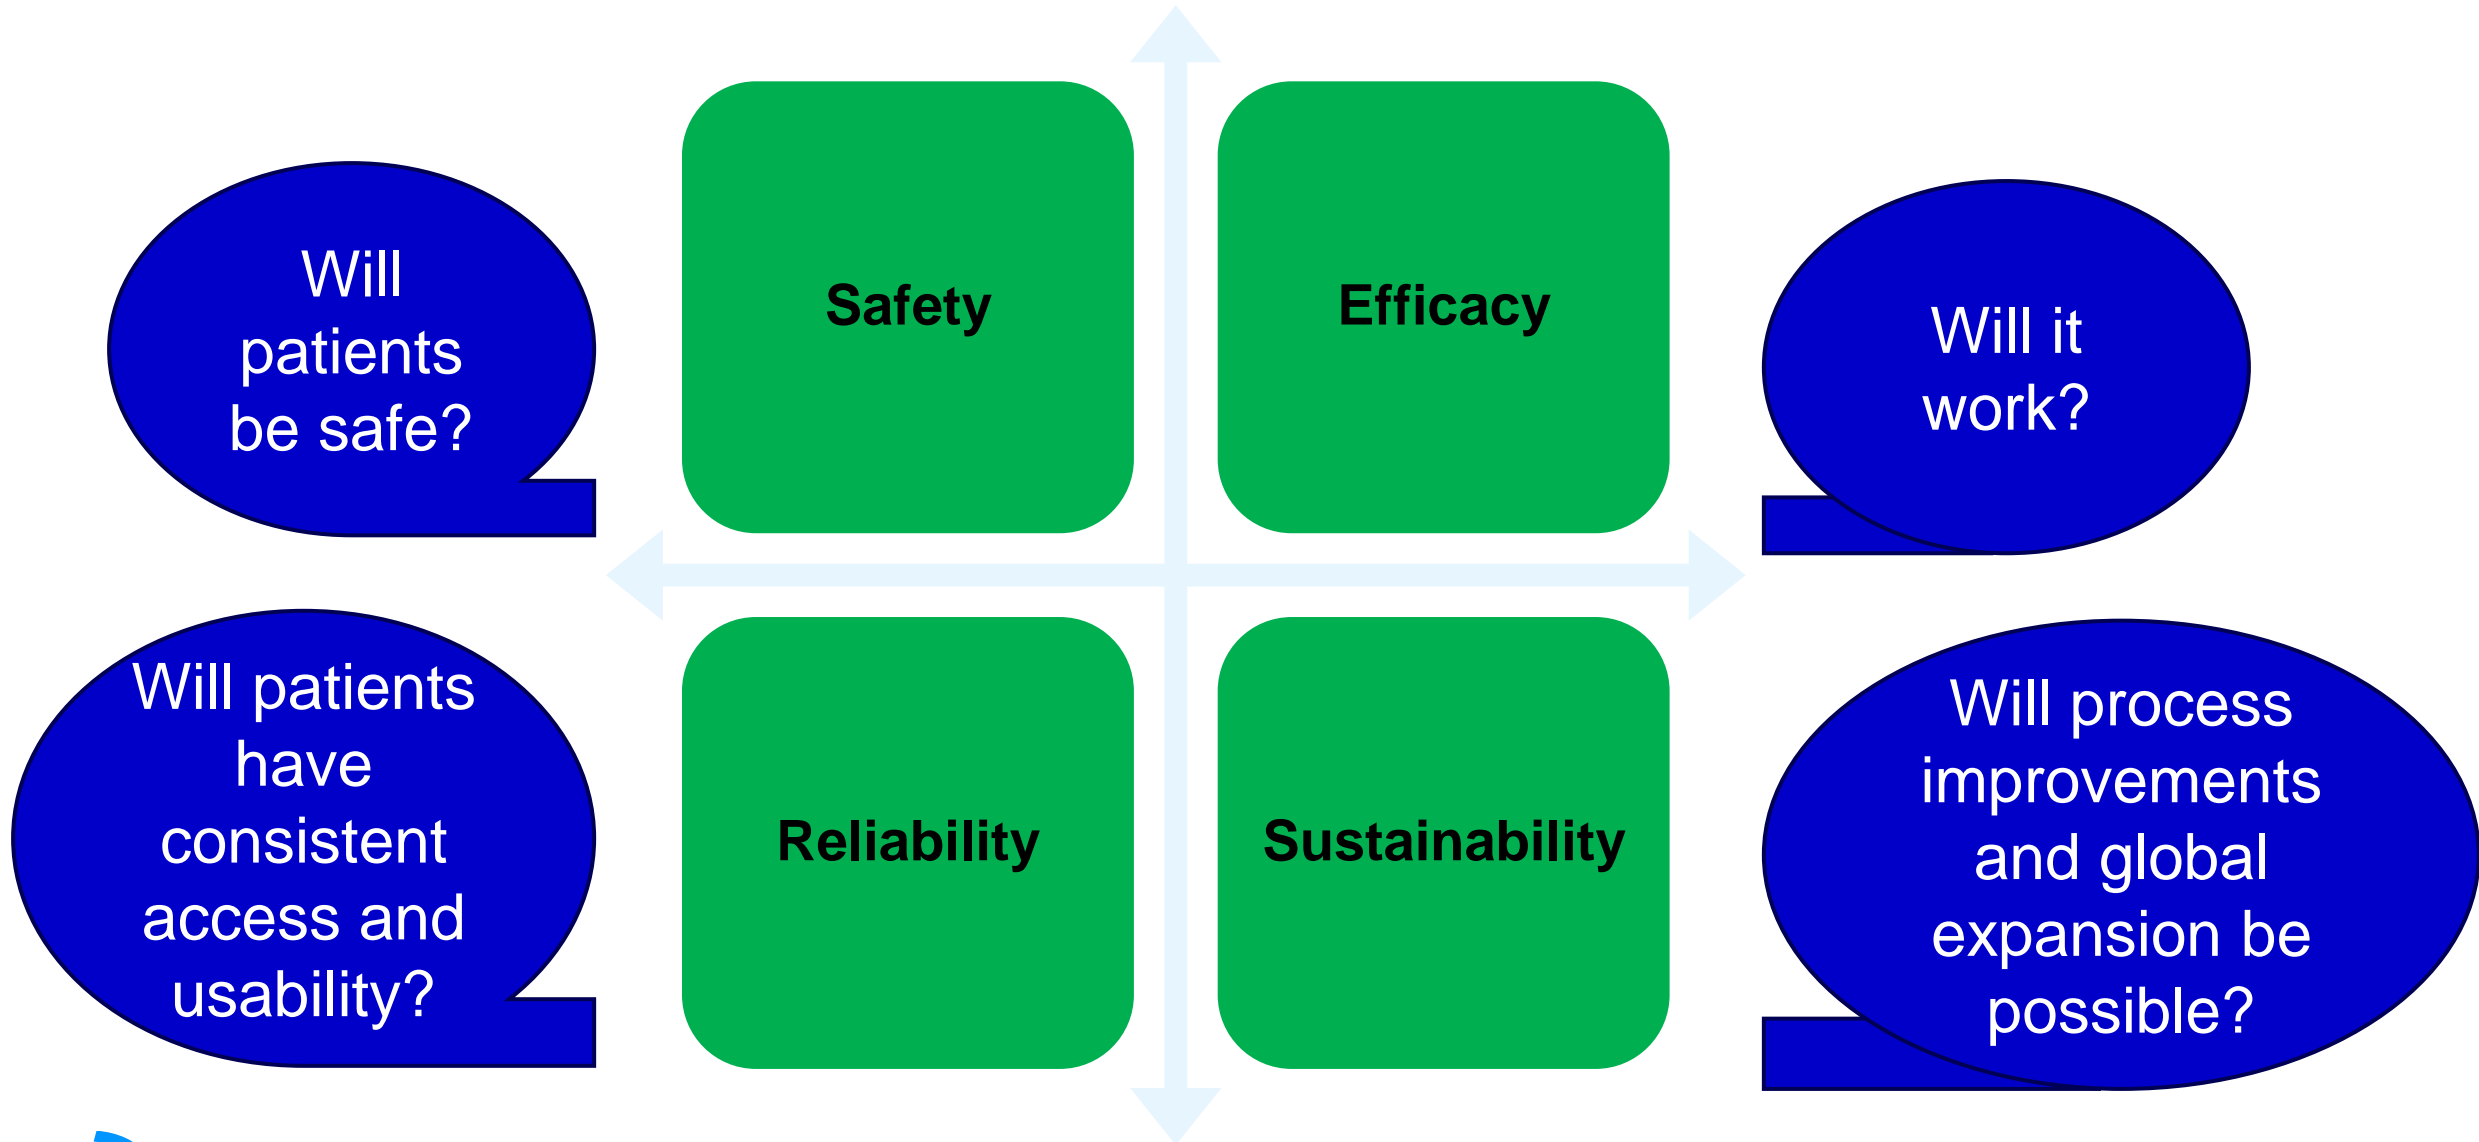 Will
patients
be safe?
Safety
Efficacy
Will it
work?
Will patients
have
consistent
access and
usability?
Reliability
Sustainability
Will process
improvements
and global
expansion be
possible?